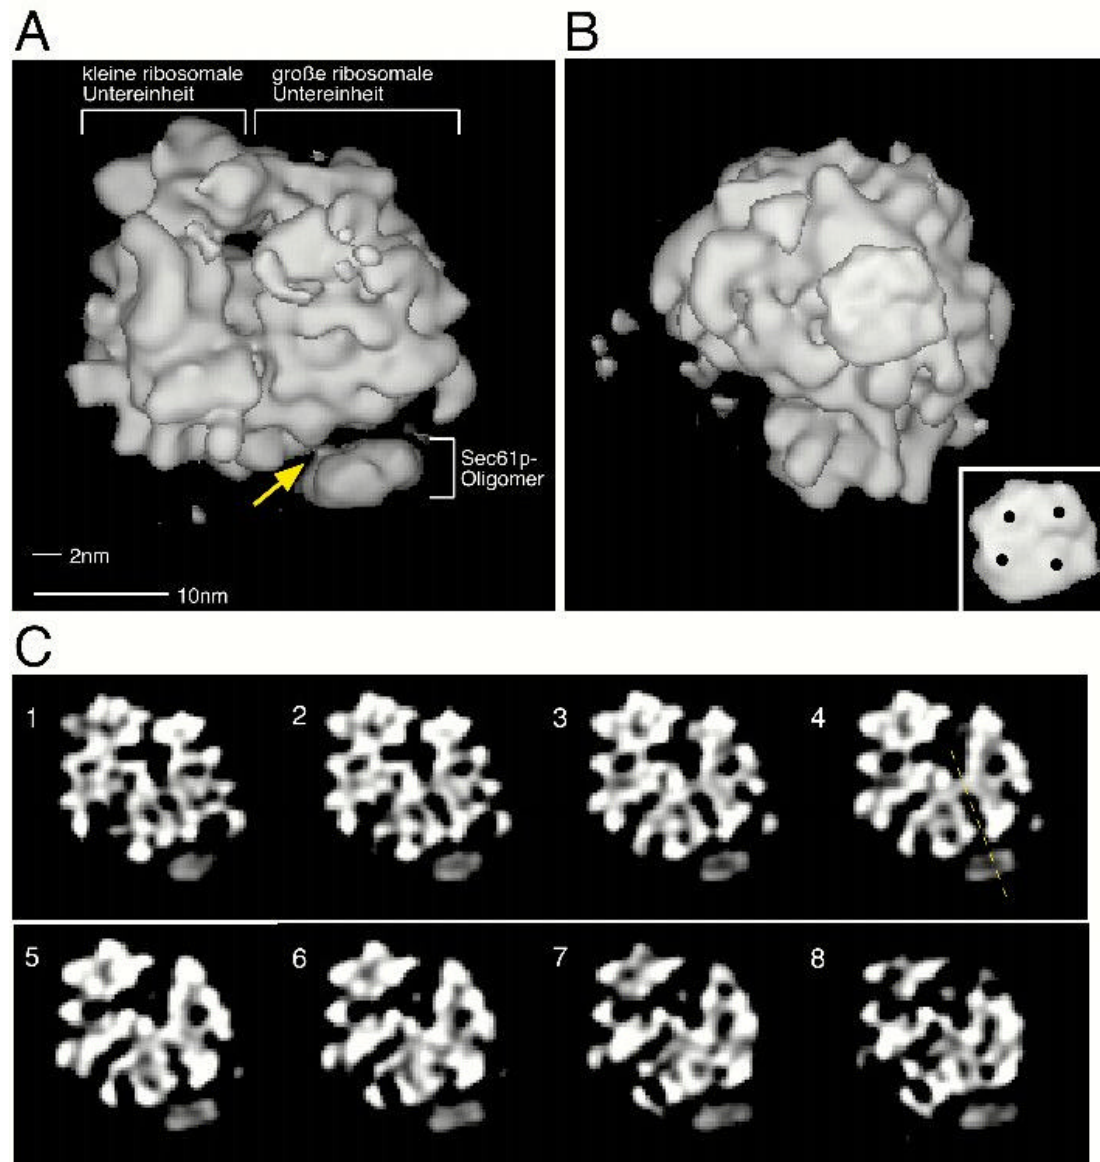 A
B
kleine ribosomale
Untereinheit
große ribosomale
Untereinheit
Sec61p-
Oligomer
2nm
10nm
C
1
2
3
4
5
6
7
8